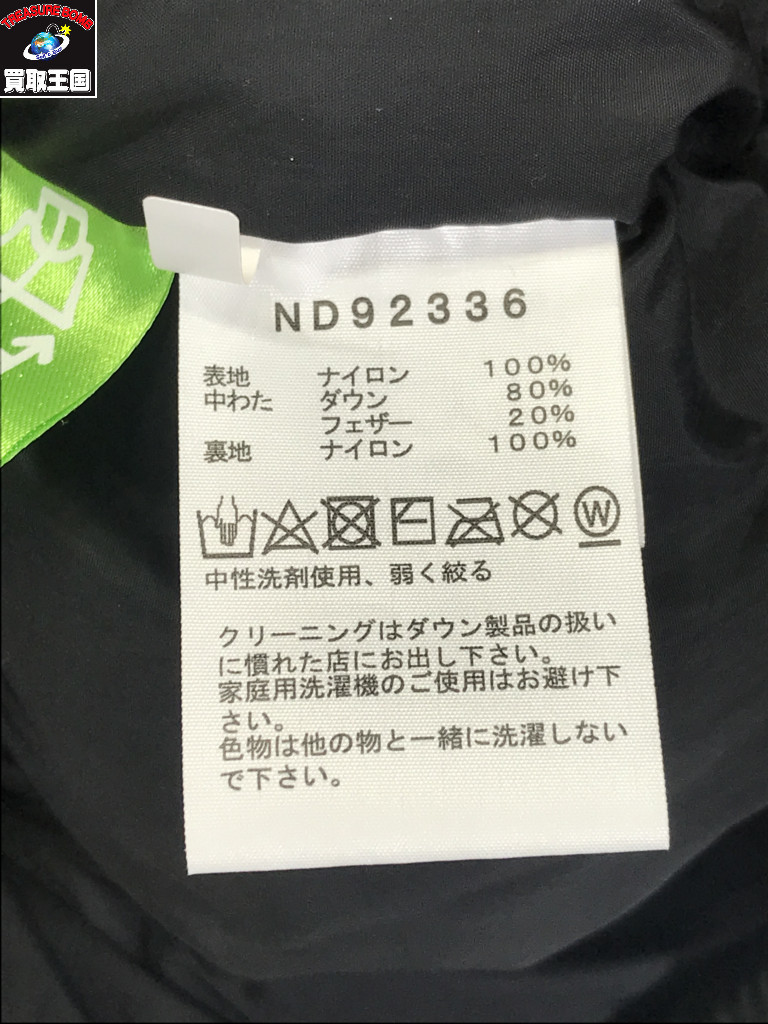 TREASURE BOMB
買取王国
ND92336
表地 ナイロン 100%
中わた ダウン 80%
フェザー 20%
裏地 ナイロン 100%
W
中性洗剤使用、弱く絞る
クリーニングはダウン製品の扱い
に慣れた店にお出し下さい。
家庭用洗濯機のご使用はお避け下
さい。
色物は他の物と一緒に洗濯しない
で下さい。